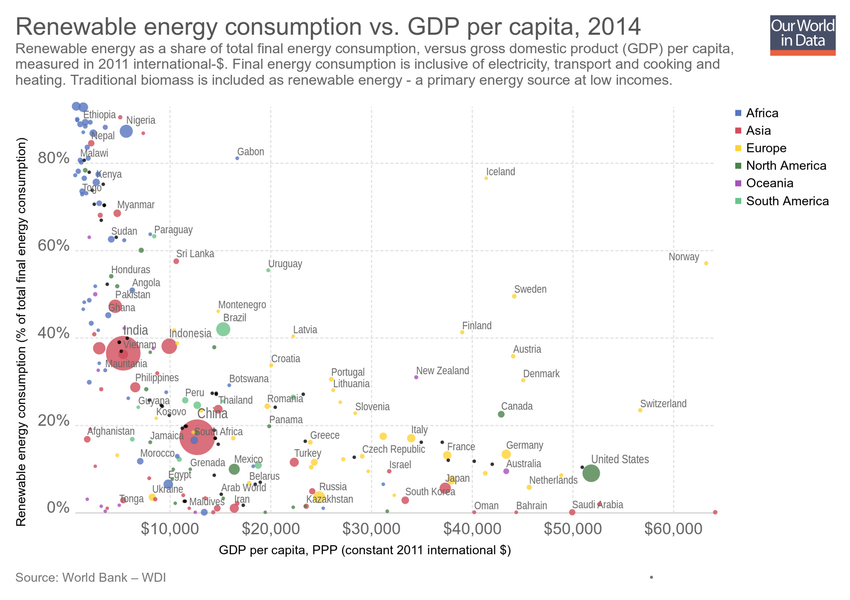 Renewable energy consumption vs. GDP per capita, 2014
Our World
in Data
Renewable energy as a share of total final energy consumption, versus gross domestic product (GDP) per capita,
measured in 2011 international-$. Final energy consumption is inclusive of electricity, transport and cooking and
heating. Traditional biomass is included as renewable energy - a primary energy source at low incomes.
Renewable energy consumption (% of total final energy consumption)
Africa
Asia
Europe
North America
Oceania
South America
Ethiopia
Nigeria
Nepal
Malawi
Gabon
80%
Kenya
Iceland
Togo
Myanmar
Sudan
Paraguay
60%
Sri Lanka
Norway
Uruguay
Honduras
Angola
Pakistan
Sweden
Ghana
Montenegro
Brazil
India
Indonesia
Latvia
Finland
40%
Vietnam
Austria
Mauritania
Croatia
Philippines
Botswana
Portugal
New Zealand
Denmark
Lithuania
Peru
Guyana
Thailand
Romania
Kosovo
China
Slovenia
Canada
Switzerland
20%
Panama
Afghanistan
Jamaica
South Africa
Greece
Italy
Morocco
Turkey
Czech Republic
France
Germany
Grenada
Mexico
Israel
Australia
United States
Egypt
Belarus
Japan
Netherlands
Ukraine
Arab World
Russia
South Korea
Tonga
Maldives
Iran
Kazakhstan
Oman
Bahrain
Saudi Arabia
0%
$10,000
$20,000
$30,000
$40,000
$50,000
$60,000
GDP per capita, PPP (constant 2011 international $)
Source: World Bank – WDI